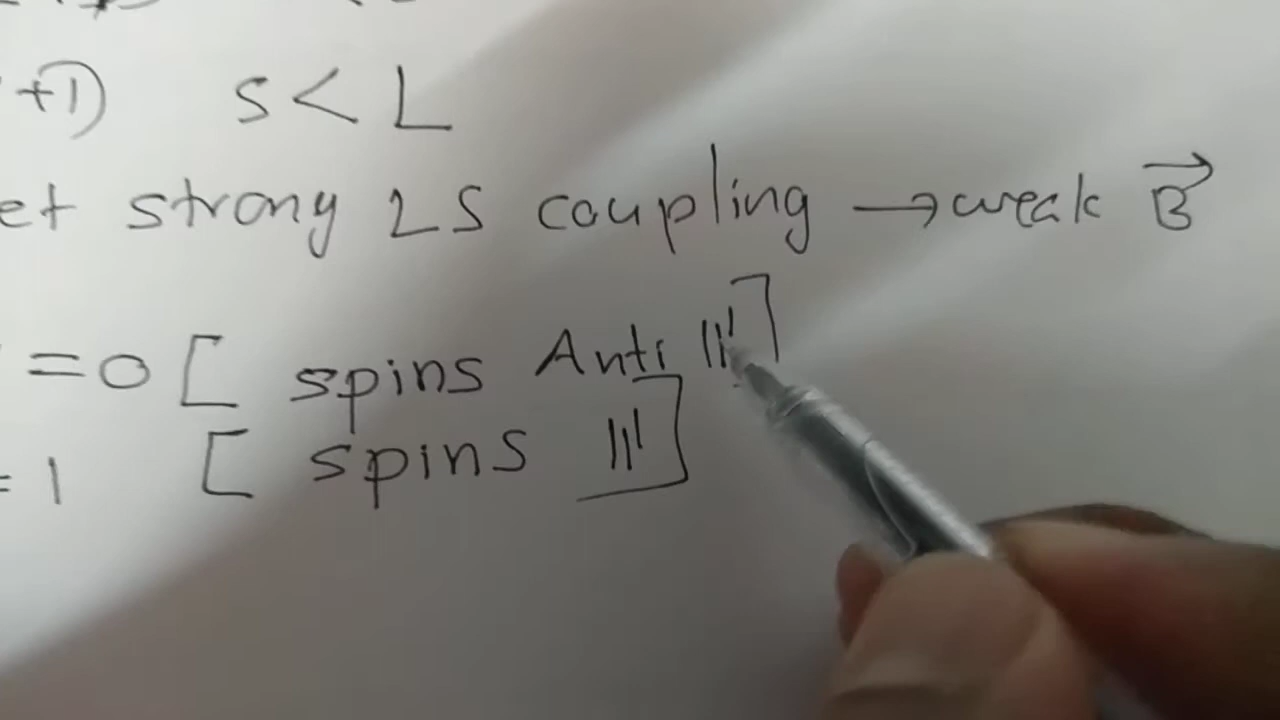 +1) S < L
et strong LS coupling → weak B⃗
= 0 [ spins Anti ||ˡ ]
= 1 [ spins ||ˡ ]